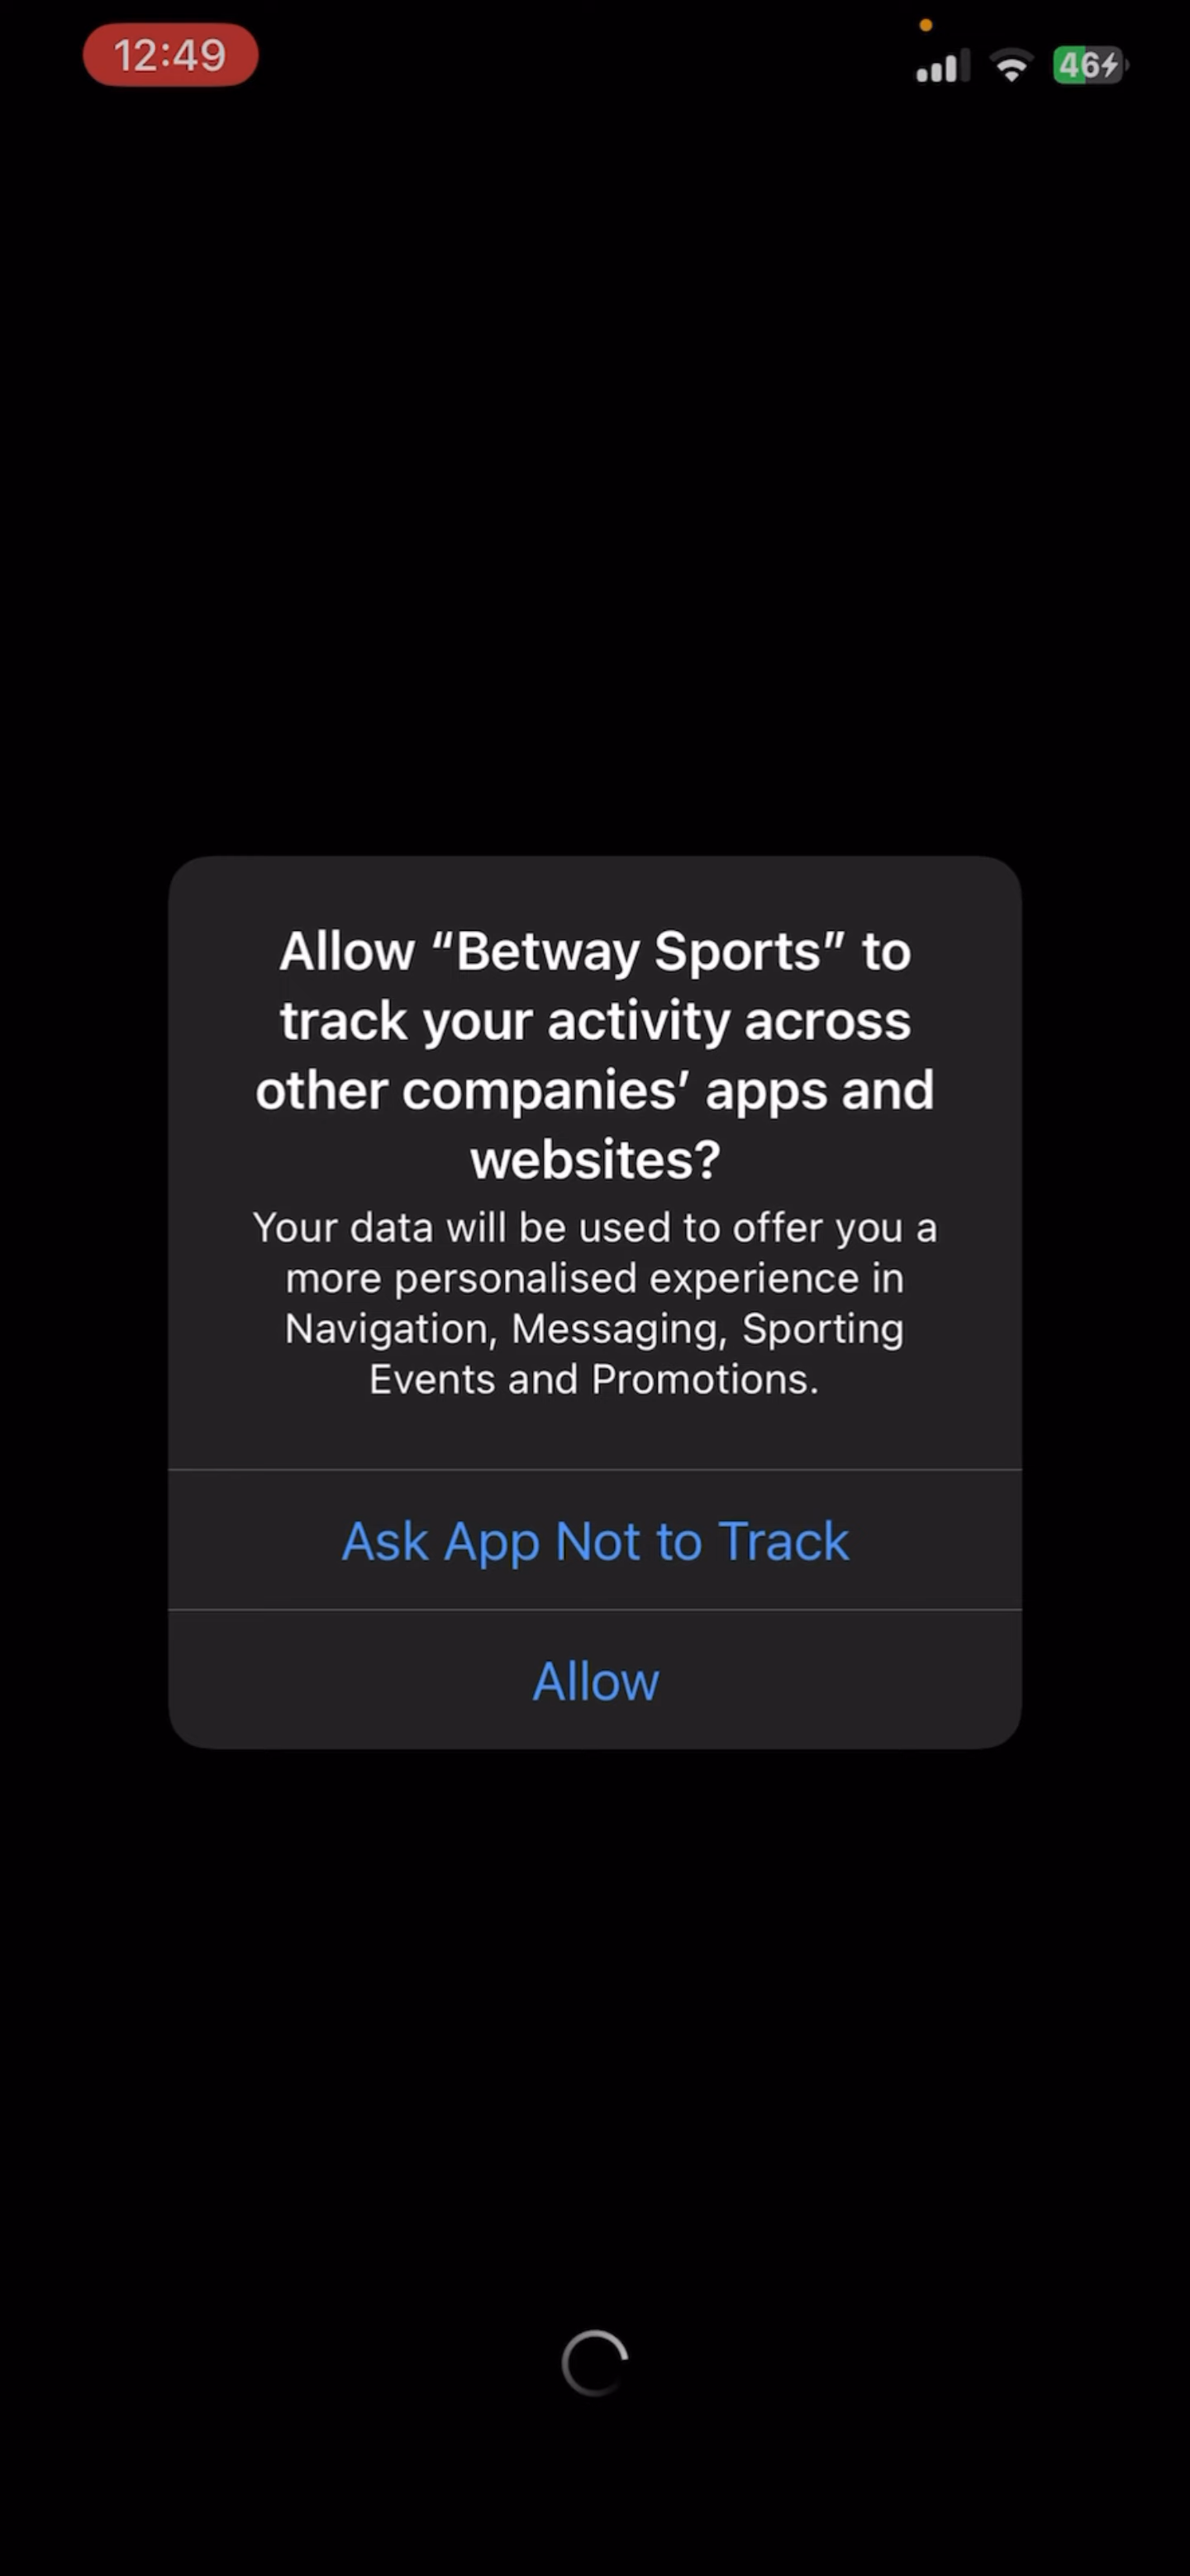 12:49
46
Allow “Betway Sports” to
track your activity across
other companies’ apps and
websites?
Your data will be used to offer you a
more personalised experience in
Navigation, Messaging, Sporting
Events and Promotions.
Ask App Not to Track
Allow